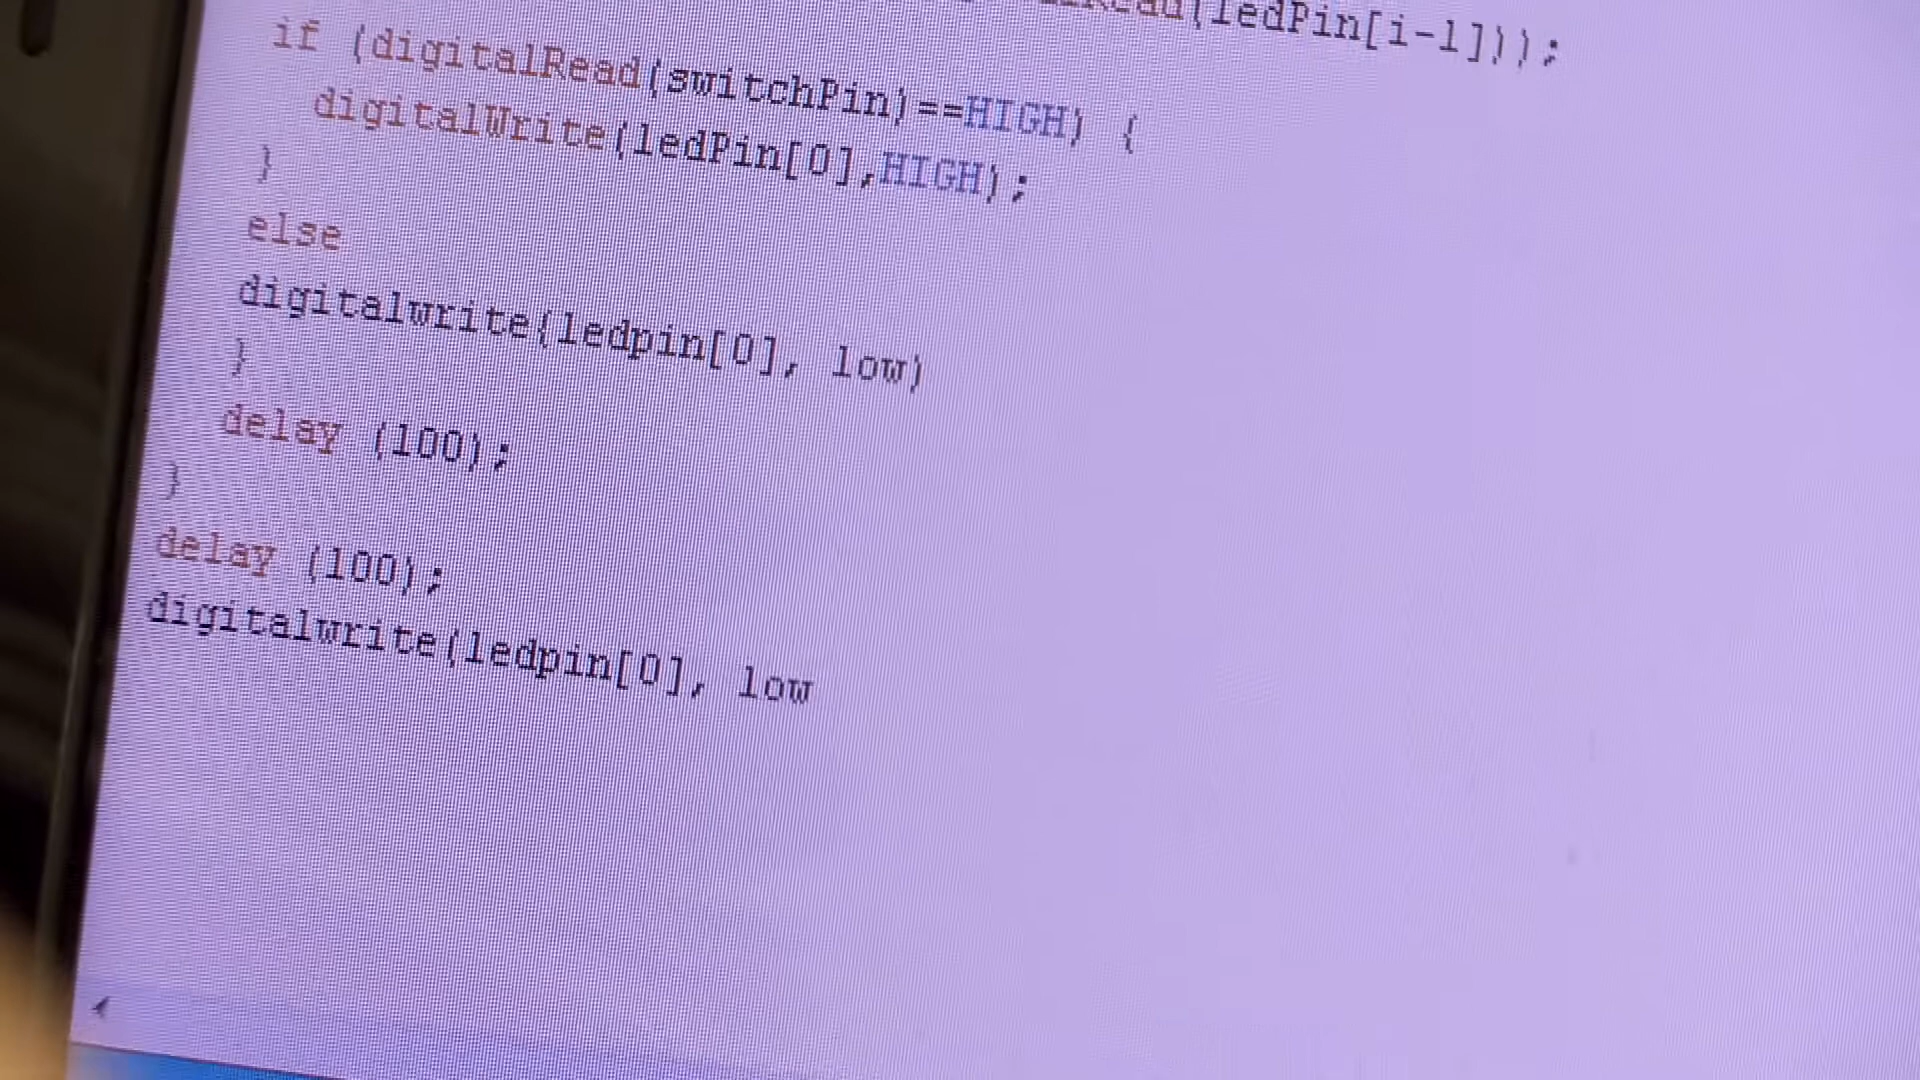 (ledPin[i-1]));
if (digitalRead(switchPin)==HIGH) {
digitalWrite(ledPin[0],HIGH);
}
else
digitalwrite(ledpin[0], low)
}
delay (100);
}
delay (100);
digitalwrite(ledpin[0], low